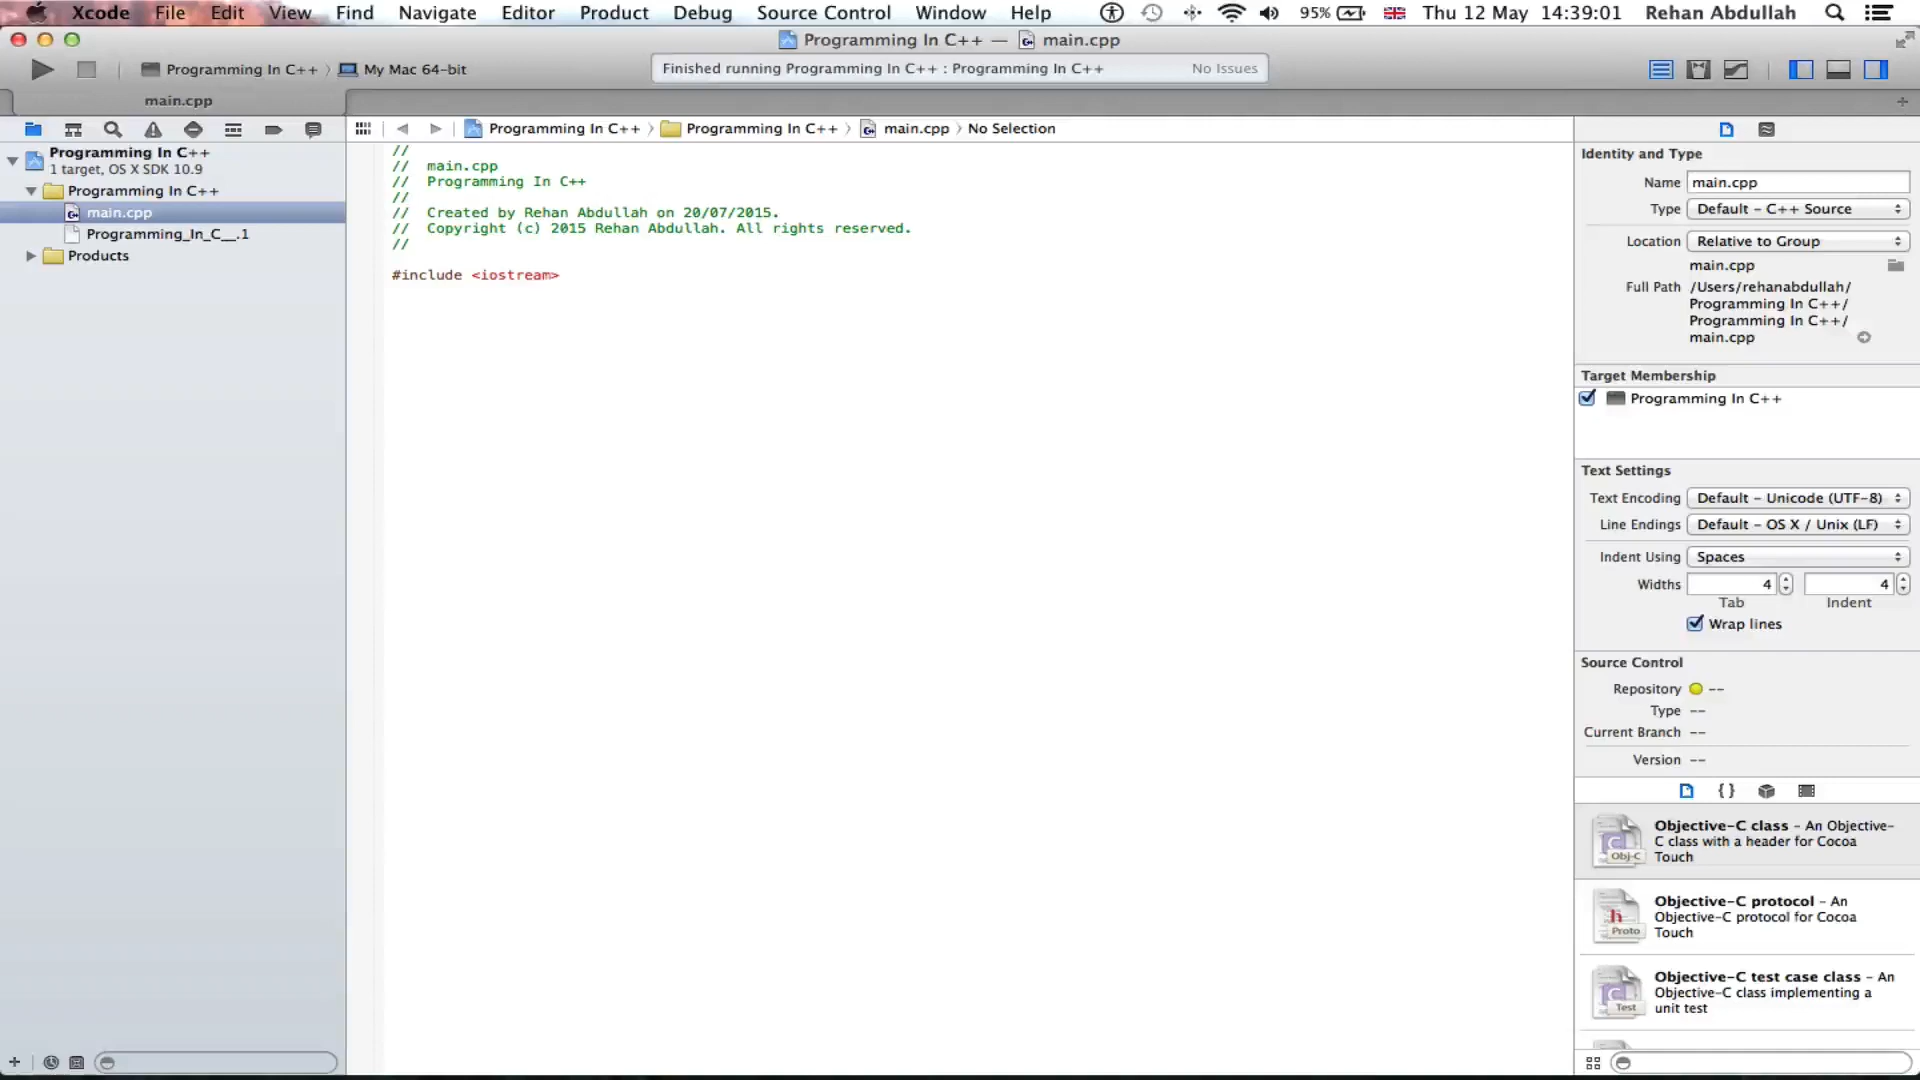 Xcode File Edit View Find Navigate Editor Product Debug Source Control Window Help 95% Thu 12 May 14:39:01 Rehan Abdullah
Programming In C++ — main.cpp
Programming In C++ › My Mac 64-bit
Finished running Programming In C++ : Programming In C++ No Issues
main.cpp
Programming In C++ › Programming In C++ › main.cpp › No Selection
Programming In C++
1 target, OS X SDK 10.9
Programming In C++
main.cpp
Programming_In_C__.1
Products
//
// main.cpp
// Programming In C++
//
// Created by Rehan Abdullah on 20/07/2015.
// Copyright (c) 2015 Rehan Abdullah. All rights reserved.
//
#include <iostream>
Identity and Type
Name main.cpp
Type Default - C++ Source
Location Relative to Group
main.cpp
Full Path /Users/rehanabdullah/
Programming In C++/
Programming In C++/
main.cpp
Target Membership
Programming In C++
Text Settings
Text Encoding Default - Unicode (UTF-8)
Line Endings Default - OS X / Unix (LF)
Indent Using Spaces
Widths 4 4
Tab Indent
Wrap lines
Source Control
Repository --
Type --
Current Branch --
Version --
{ }
Objective-C class - An Objective-
C class with a header for Cocoa
Touch
Obj-C
Objective-C protocol - An
Objective-C protocol for Cocoa
Touch
Proto
Objective-C test case class - An
Objective-C class implementing a
unit test
Test